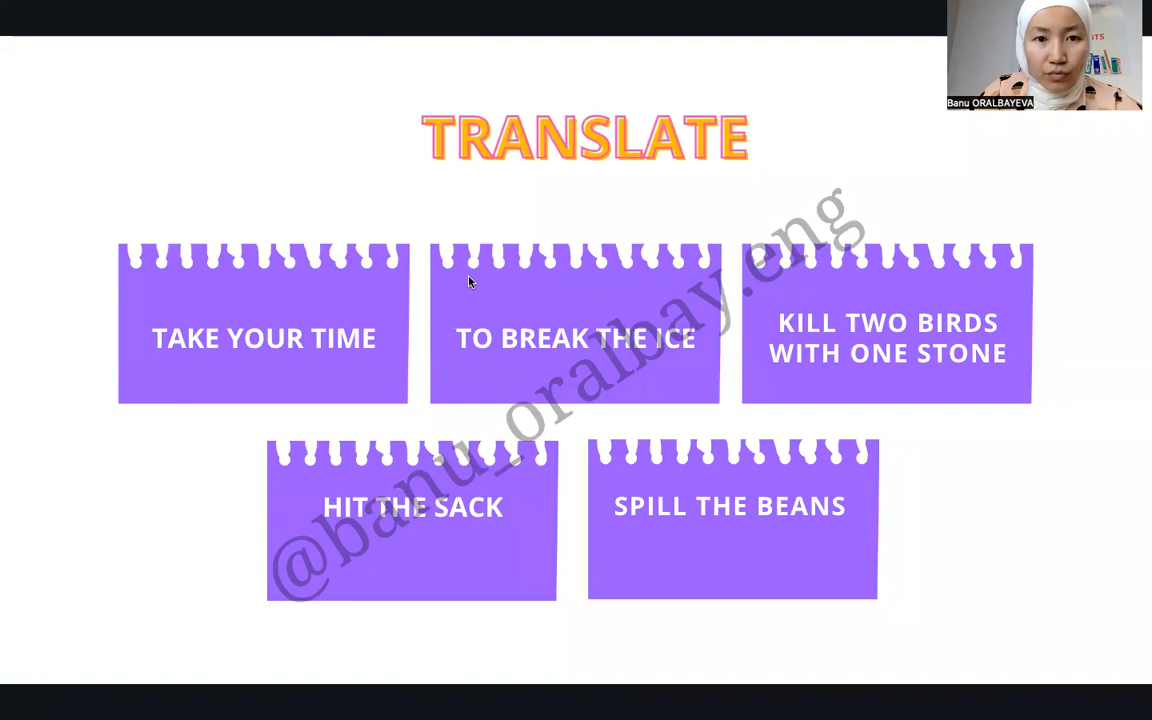 Banu ORALBAYEVA
TRANSLATE
TAKE YOUR TIME
TO BREAK THE ICE
KILL TWO BIRDS
WITH ONE STONE
HIT THE SACK
SPILL THE BEANS
@banu_oralbay.eng